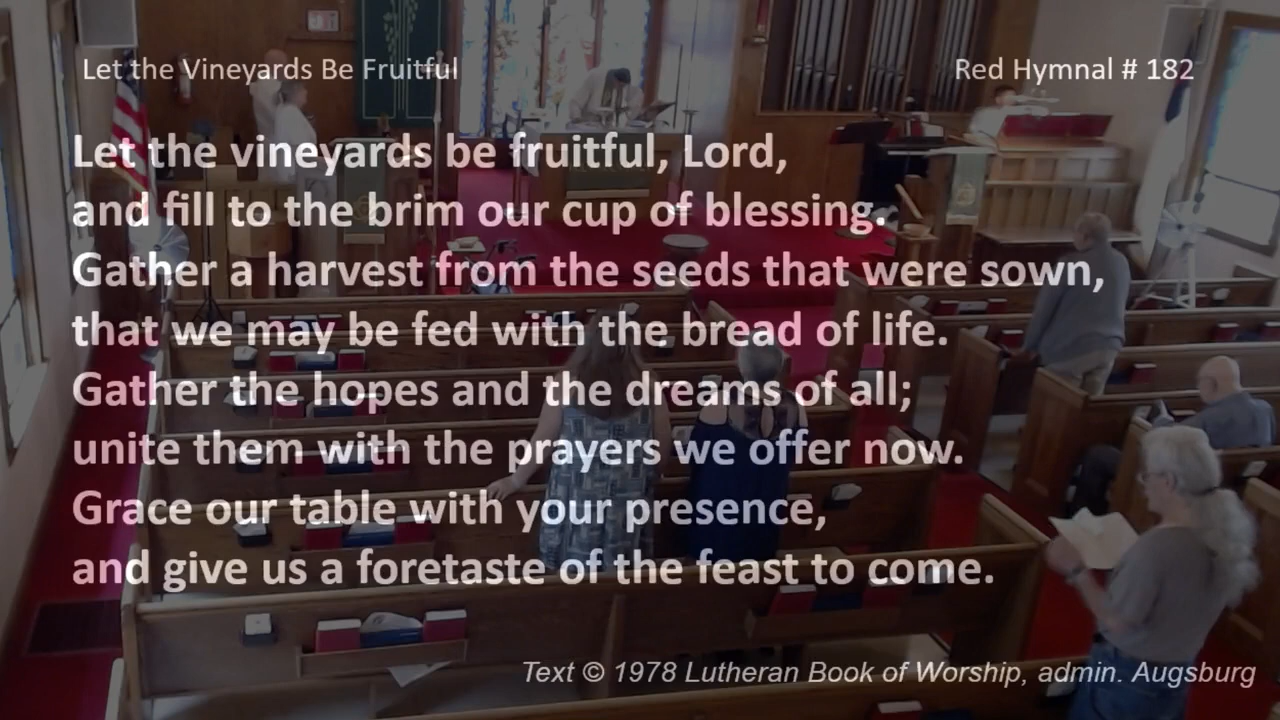 Let the Vineyards Be Fruitful
Red Hymnal # 182
Let the vineyards be fruitful, Lord,
and fill to the brim our cup of blessing.
Gather a harvest from the seeds that were sown,
that we may be fed with the bread of life.
Gather the hopes and the dreams of all;
unite them with the prayers we offer now.
Grace our table with your presence,
and give us a foretaste of the feast to come.
Text © 1978 Lutheran Book of Worship, admin. Augsburg